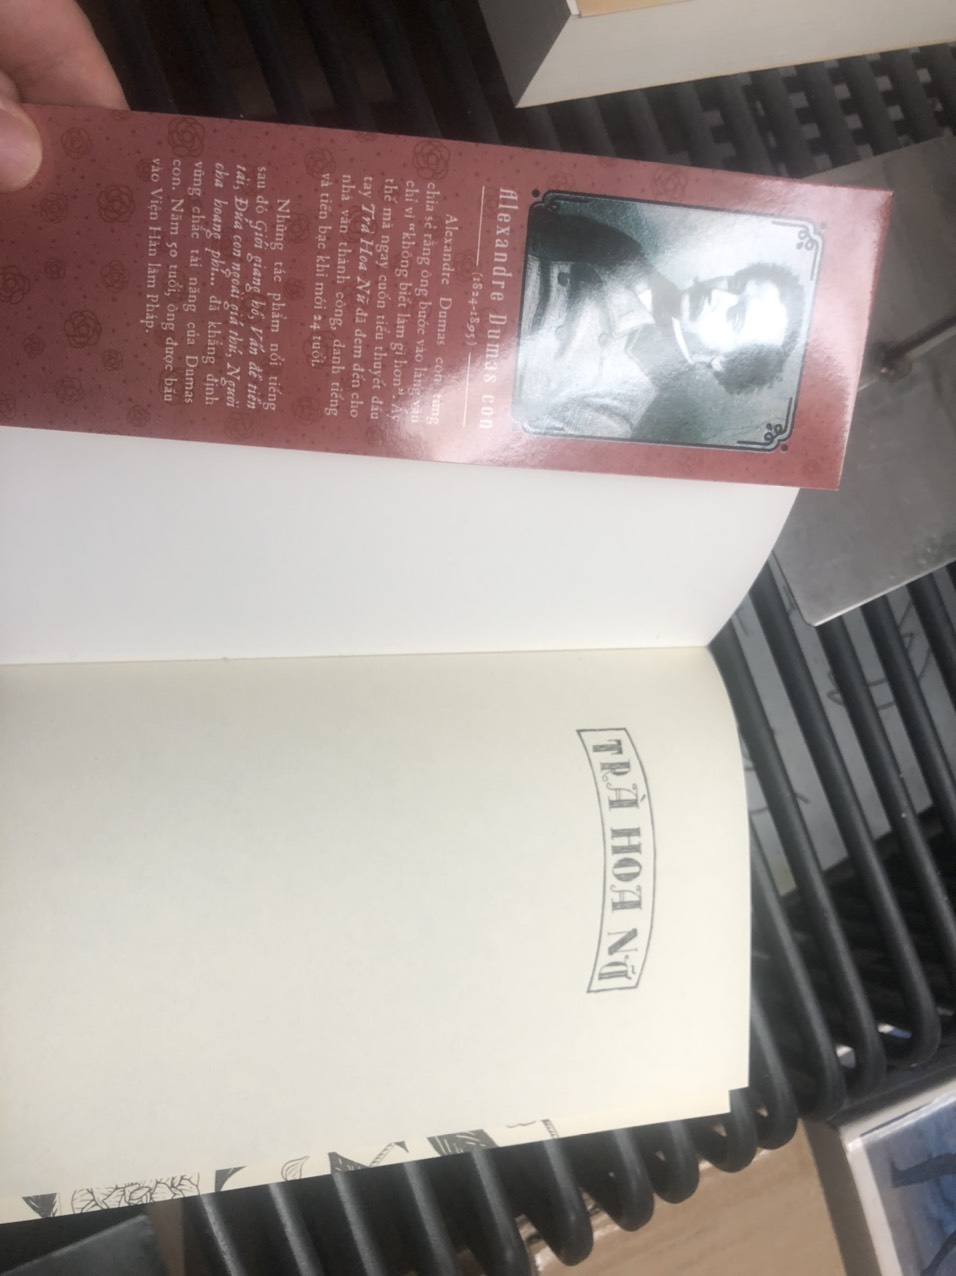 Alexandre Dumas con
(1824-1895)
Alexandre Dumas con từng
chia sẻ rằng ông bước vào làng văn
chỉ vì “không biết làm gì hơn”. Ấy
thế mà ngay cuốn tiểu thuyết đầu
tay Trà Hoa Nữ đã đem đến cho
nhà văn thành công, danh tiếng
và tiền bạc khi mới 24 tuổi.
Những tác phẩm nổi tiếng
sau đó Giới giang hồ, Vấn đề tiền
tài, Đứa con ngoài giá thú, Người
cha hoang phí... đã khẳng định
vững chắc tài năng của Dumas
con. Năm 50 tuổi, ông được bầu
vào Viện Hàn lâm Pháp.
TRÀ HOA NỮ